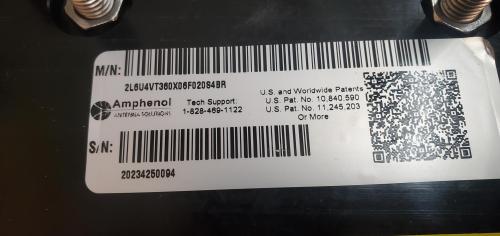 M/N:
2L6U4VT360X06F020S4BR
Amphenol
ANTENNA SOLUTIONS
Tech Support:
1-828-469-1122
U.S. and Worldwide Patents
U.S. Pat. No. 10,840,590
U.S. Pat. No. 11,245,203
Or More
S/N:
20234250094